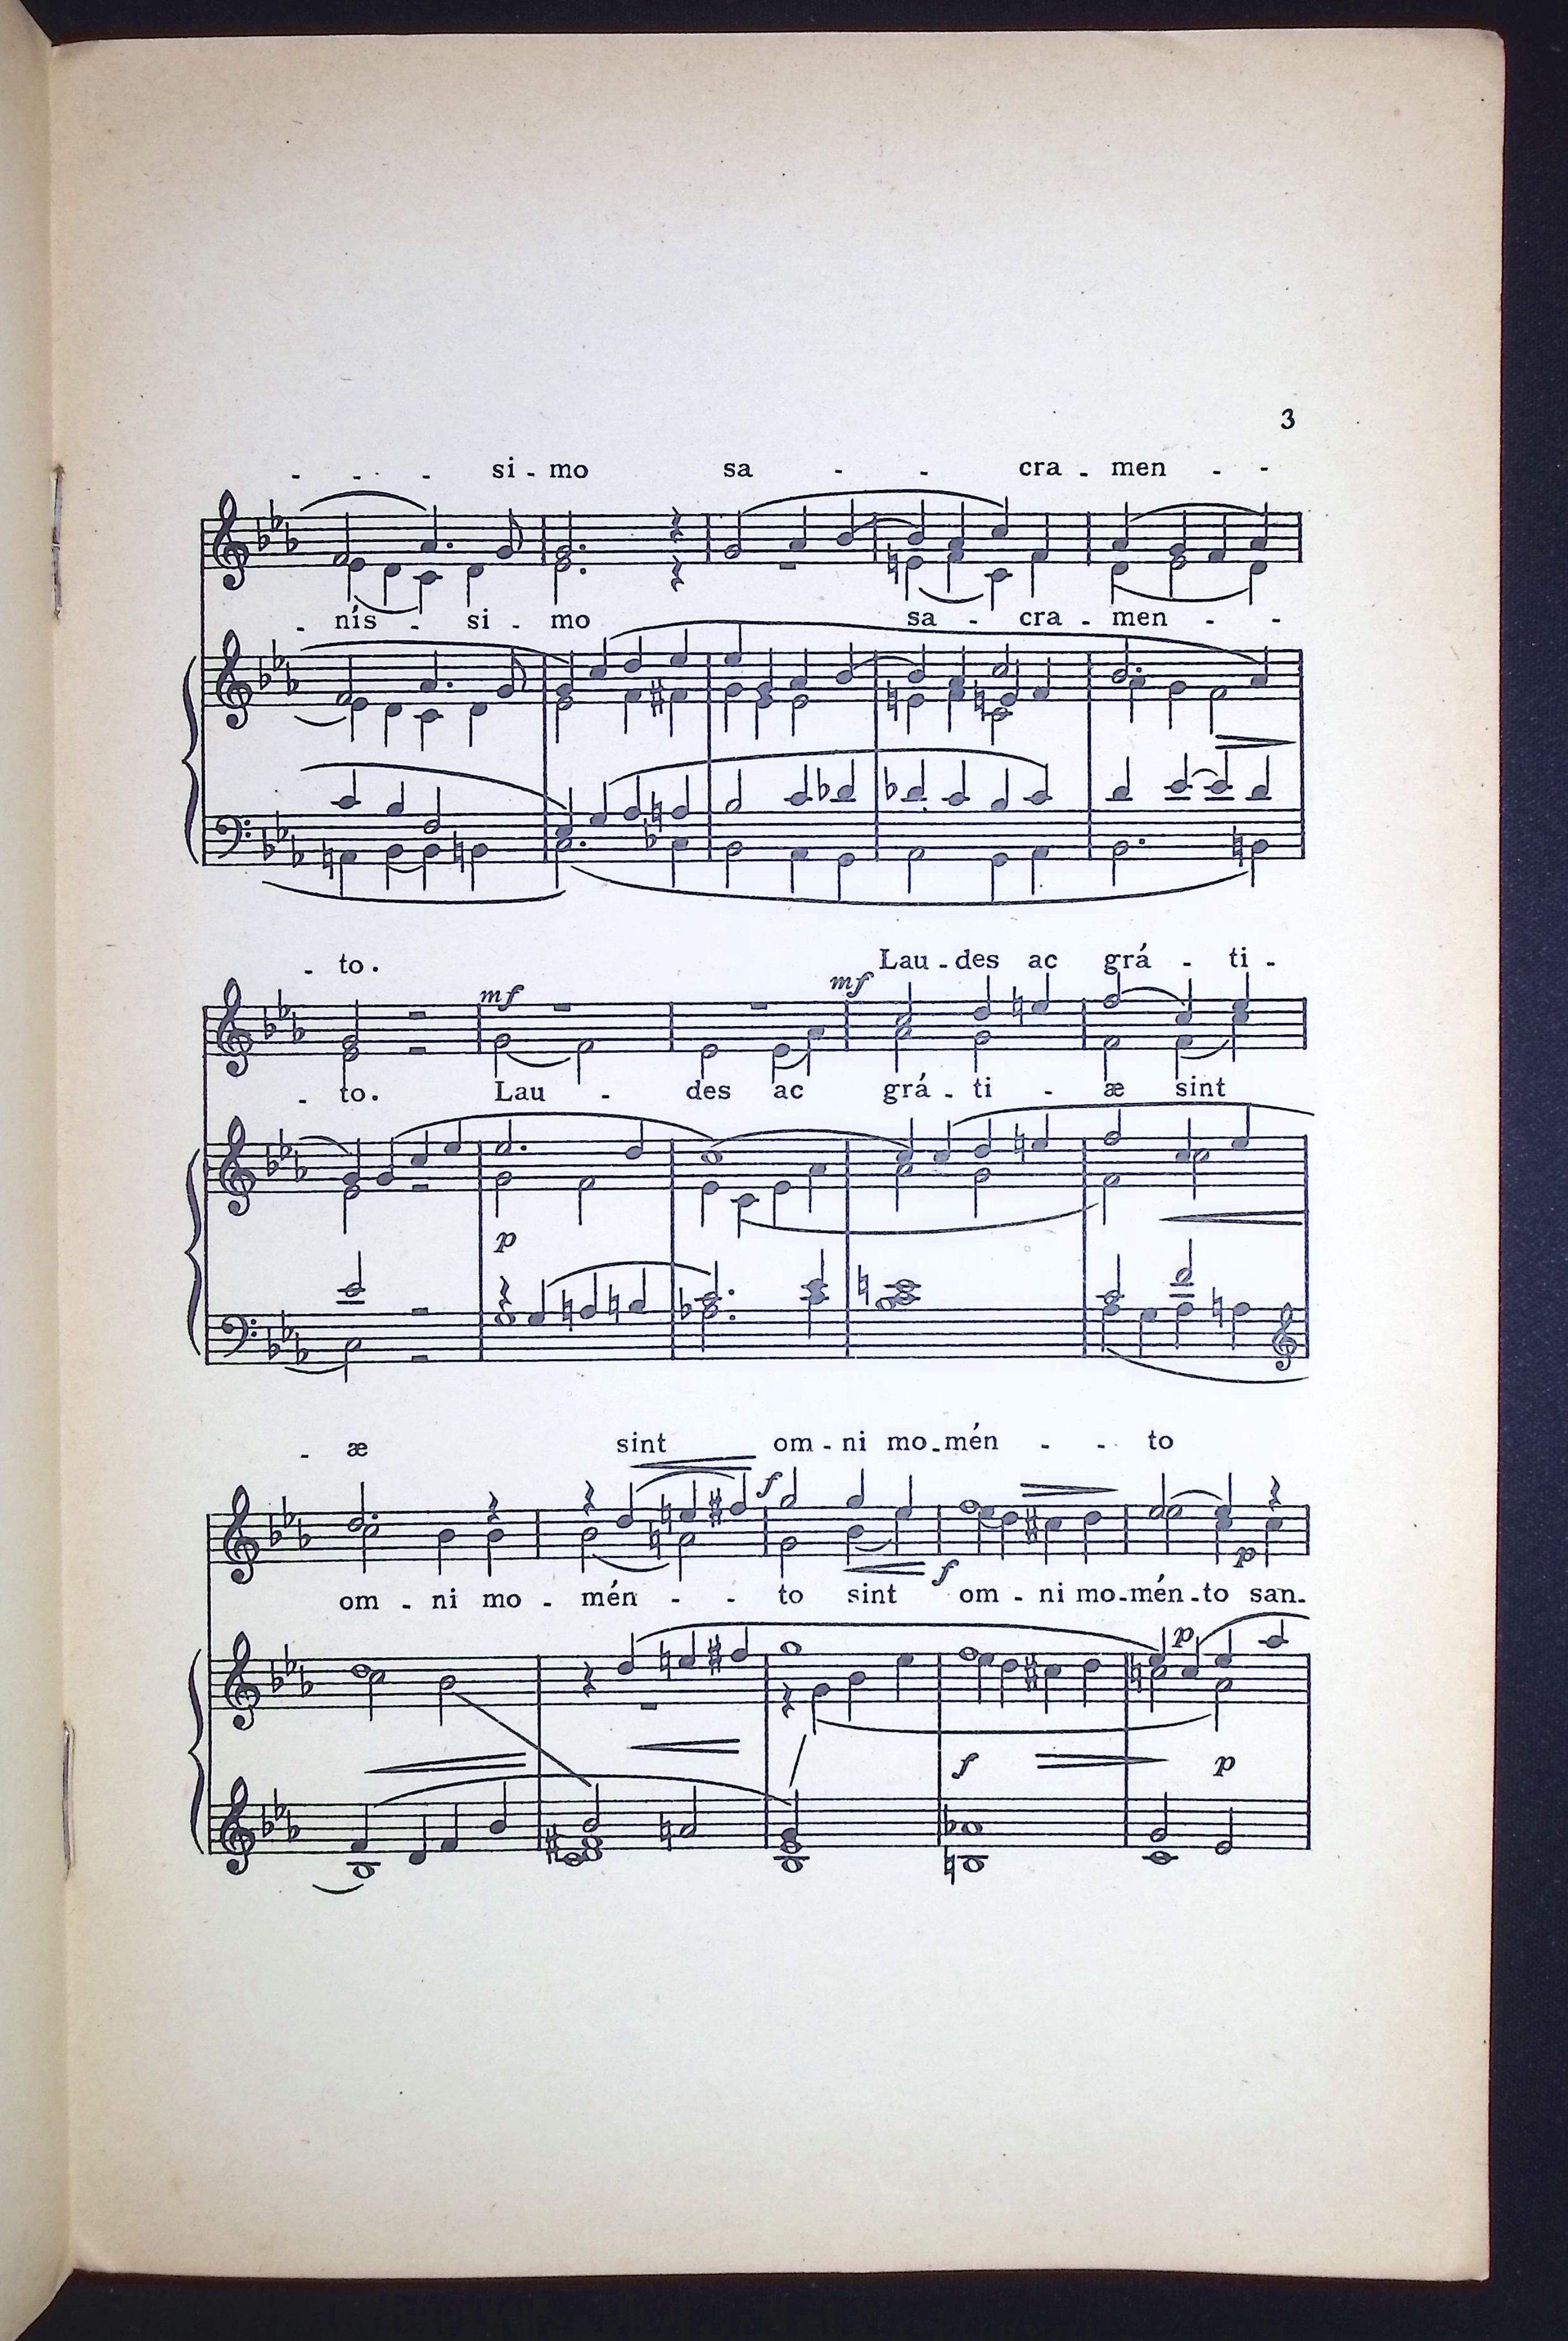 3
- - - si - mo sa - - cra - men - -
- nís - si - mo sa - cra - men - -
- to. Lau - des ac grá - ti -
mf mf
- to. Lau - des ac grá - ti - æ sint
p
- æ sint om - ni mo - mén - - to
f
f p
om - ni mo - mén - - to sint om - ni mo - mén - to san -
p
f p